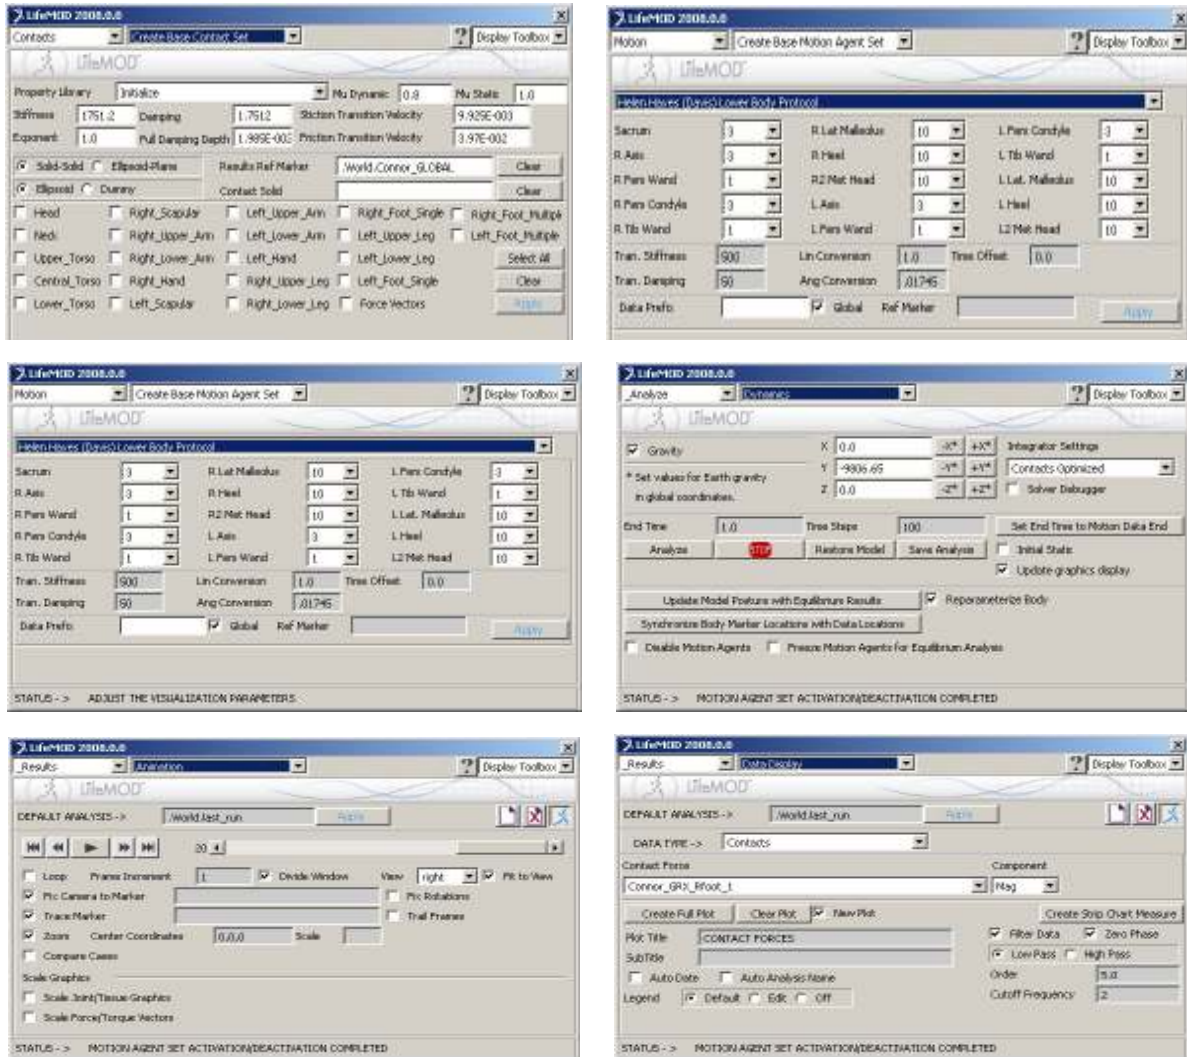 LifeMOD 2008.0.0
Contacts Create Base Contact Set ? Display Toolbox
LifeMOD
Property Library Initialize Mu Dynamic 0.8 Mu Static 1.0
Stiffness 1751.2 Damping 1.7512 Stiction Transition Velocity 9.925E-003
Exponent 1.0 Full Damping Depth 1.985E-003 Friction Transition Velocity 3.97E-002
Solid-Solid Ellipsoid-Plane Results Ref Marker .World.Connor_GLOBAL Clear
Ellipsoid Dummy Contact Solid Clear
Head Right_Scapular Left_Upper_Arm Right_Foot_Single Right_Foot_Multiple
Neck Right_Upper_Arm Left_Lower_Arm Left_Upper_Leg Left_Foot_Multiple
Upper_Torso Right_Lower_Arm Left_Hand Left_Lower_Leg Select All
Central_Torso Right_Hand Right_Upper_Leg Left_Foot_Single Clear
Lower_Torso Left_Scapular Right_Lower_Leg Force Vectors Apply
LifeMOD 2008.0.0
Motion Create Base Motion Agent Set ? Display Toolbox
LifeMOD
Helen Hayes (Davis) Lower Body Protocol
Sacrum 3 R Lat Malleolus 10 L Fem Condyle 3
R Asis 3 R Heel 10 L Tib Wand 1
R Fem Wand 1 R2 Met Head 10 L Lat. Malleolus 10
R Fem Condyle 3 L Asis 3 L Heel 10
R Tib Wand 1 L Fem Wand 1 L2 Met Head 10
Tran. Stiffness 500 Lin Conversion 1.0 Time Offset 0.0
Tran. Damping 50 Ang Conversion .01745
Data Prefix: Global Ref Marker Apply
LifeMOD 2008.0.0
Motion Create Base Motion Agent Set ? Display Toolbox
LifeMOD
Helen Hayes (Davis) Lower Body Protocol
Sacrum 3 R Lat Malleolus 10 L Fem Condyle 3
R Asis 3 R Heel 10 L Tib Wand 1
R Fem Wand 1 R2 Met Head 10 L Lat. Malleolus 10
R Fem Condyle 3 L Asis 3 L Heel 10
R Tib Wand 1 L Fem Wand 1 L2 Met Head 10
Tran. Stiffness 500 Lin Conversion 1.0 Time Offset 0.0
Tran. Damping 50 Ang Conversion .01745
Data Prefix: Global Ref Marker Apply
STATUS - > ADJUST THE VISUALIZATION PARAMETERS
LifeMOD 2008.0.0
_Analyze Dynamics ? Display Toolbox
LifeMOD
Gravity X 0.0 -X* +X* Integrator Settings
* Set values for Earth gravity Y -9806.65 -Y* +Y* Contacts Optimized
in global coordinates. Z 0.0 -Z* +Z* Solver Debugger
End Time 1.0 Time Steps 100 Set End Time to Motion Data End
Analyze STOP Restore Model Save Analysis Initial Static
Update graphics display
Update Model Posture with Equilibrium Results Reparameterize Body
Synchronize Body Marker Locations with Data Locations
Disable Motion Agents Freeze Motion Agents for Equilibrium Analysis
STATUS - > MOTION AGENT SET ACTIVATION/DEACTIVATION COMPLETED
LifeMOD 2008.0.0
_Results Animation ? Display Toolbox
LifeMOD
DEFAULT ANALYSIS -> .World.last_run Apply
20
Loop Frame Increment 1 Divide Window View right Fit to View
Fix Camera to Marker Fix Rotations
Trace Marker Trail Frames
Zoom Center Coordinates 0,0,0 Scale
Compare Cases
Scale Graphics
Scale Joint/Tissue Graphics
Scale Force/Torque Vectors
STATUS - > MOTION AGENT SET ACTIVATION/DEACTIVATION COMPLETED
LifeMOD 2008.0.0
_Results Data Display ? Display Toolbox
LifeMOD
DEFAULT ANALYSIS -> .World.last_run Apply
DATA TYPE -> Contacts
Contact Force Component
Connor_GRX_Rfoot_1 Mag
Create Full Plot Clear Plot New Plot Create Strip Chart Measure
Plot Title CONTACT FORCES Filter Data Zero Phase
SubTitle Low Pass High Pass
Auto Date Auto Analysis Name Order 5.0
Legend Default Edit Off Cutoff Frequency 2
STATUS - > MOTION AGENT SET ACTIVATION/DEACTIVATION COMPLETED